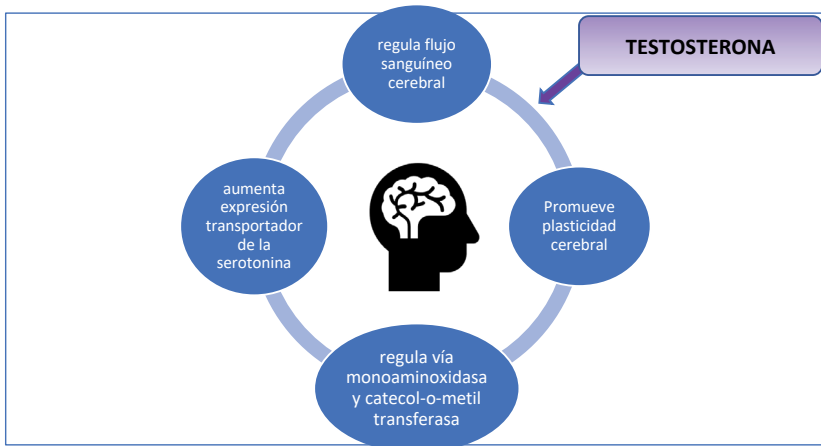 TESTOSTERONA
regula flujo
sanguíneo
cerebral
Promueve
plasticidad
cerebral
regula vía
monoaminoxidasa
y catecol-o-metil
transferasa
aumenta
expresión
transportador
de la
serotonina